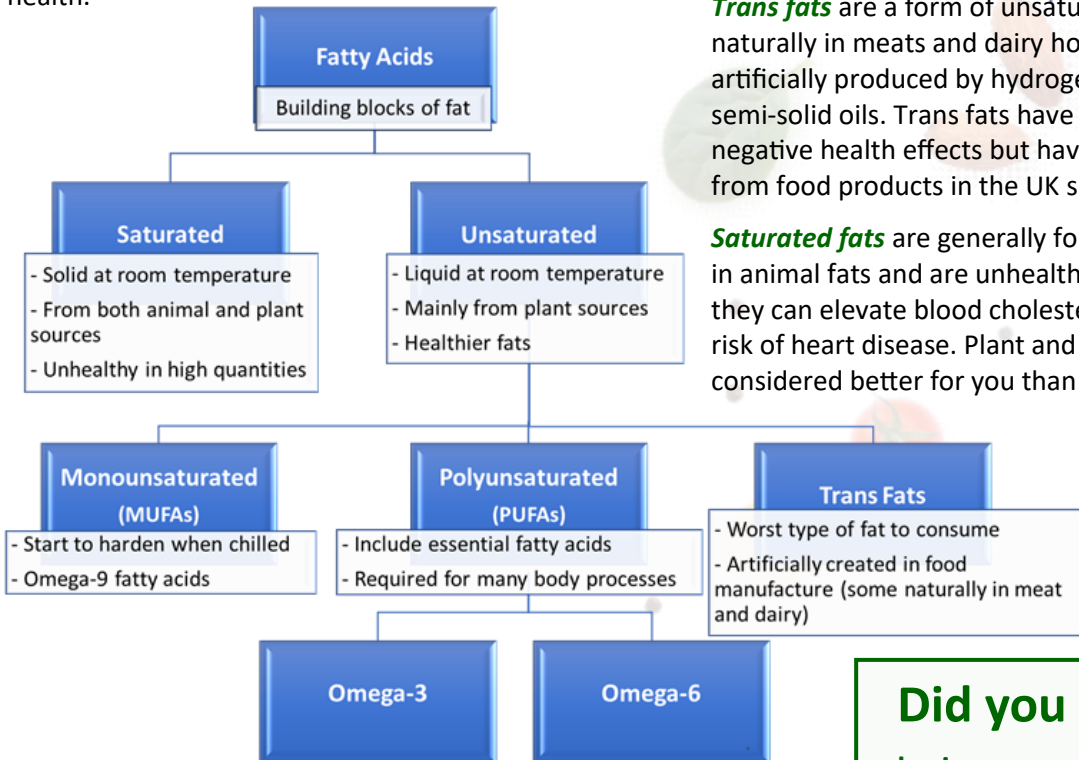 health.
Fatty Acids
Building blocks of fat
Saturated
- Solid at room temperature
- From both animal and plant
sources
- Unhealthy in high quantities
Unsaturated
- Liquid at room temperature
- Mainly from plant sources
- Healthier fats
Monounsaturated
(MUFAs)
- Start to harden when chilled
- Omega-9 fatty acids
Polyunsaturated
(PUFAs)
- Include essential fatty acids
- Required for many body processes
Trans Fats
- Worst type of fat to consume
- Artificially created in food
manufacture (some naturally in meat
and dairy)
Omega-3
Omega-6
Trans fats are a form of unsatu
naturally in meats and dairy ho
artificially produced by hydroge
semi-solid oils. Trans fats have
negative health effects but hav
from food products in the UK s
Saturated fats are generally fo
in animal fats and are unhealth
they can elevate blood choleste
risk of heart disease. Plant and
considered better for you than
Did you